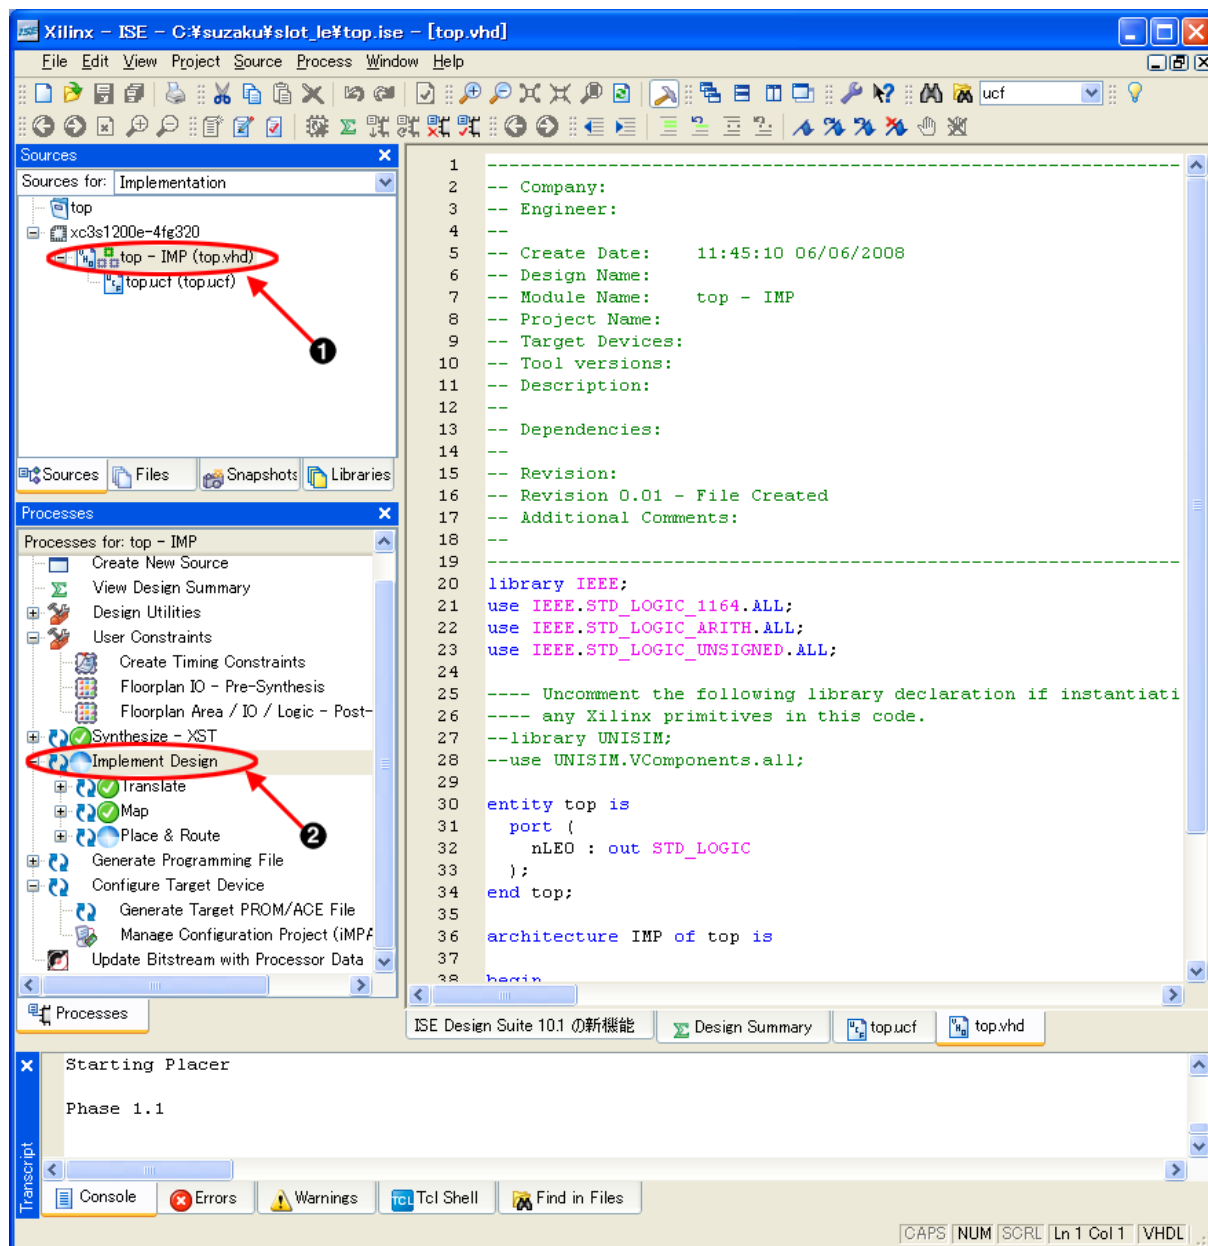 Xilinx - ISE - C:¥suzaku¥slot_le¥top.ise - [top.vhd]
File Edit View Project Source Process Window Help
ucf
Sources
Sources for: Implementation
top
xc3s1200e-4fg320
top - IMP (top.vhd)
top.ucf (top.ucf)
❶
Sources Files Snapshots Libraries
Processes
Processes for: top - IMP
Create New Source
View Design Summary
Design Utilities
User Constraints
Create Timing Constraints
Floorplan IO - Pre-Synthesis
Floorplan Area / IO / Logic - Post-
Synthesize - XST
Implement Design
Translate
Map
Place & Route
❷
Generate Programming File
Configure Target Device
Generate Target PROM/ACE File
Manage Configuration Project (iMPA
Update Bitstream with Processor Data
Processes
1 --------------------------------------------------------------------------------
2 -- Company:
3 -- Engineer:
4 --
5 -- Create Date: 11:45:10 06/06/2008
6 -- Design Name:
7 -- Module Name: top - IMP
8 -- Project Name:
9 -- Target Devices:
10 -- Tool versions:
11 -- Description:
12 --
13 -- Dependencies:
14 --
15 -- Revision:
16 -- Revision 0.01 - File Created
17 -- Additional Comments:
18 --
19 --------------------------------------------------------------------------------
20 library IEEE;
21 use IEEE.STD_LOGIC_1164.ALL;
22 use IEEE.STD_LOGIC_ARITH.ALL;
23 use IEEE.STD_LOGIC_UNSIGNED.ALL;
24
25 ---- Uncomment the following library declaration if instantiati
26 ---- any Xilinx primitives in this code.
27 --library UNISIM;
28 --use UNISIM.VComponents.all;
29
30 entity top is
31 port (
32 nLE0 : out STD_LOGIC
33 );
34 end top;
35
36 architecture IMP of top is
37
38 begin
ISE Design Suite 10.1 の新機能 Design Summary top.ucf top.vhd
Starting Placer
Phase 1.1
Transcript
Console Errors Warnings TCL Tcl Shell Find in Files
CAPS NUM SCRL Ln 1 Col 1 VHDL